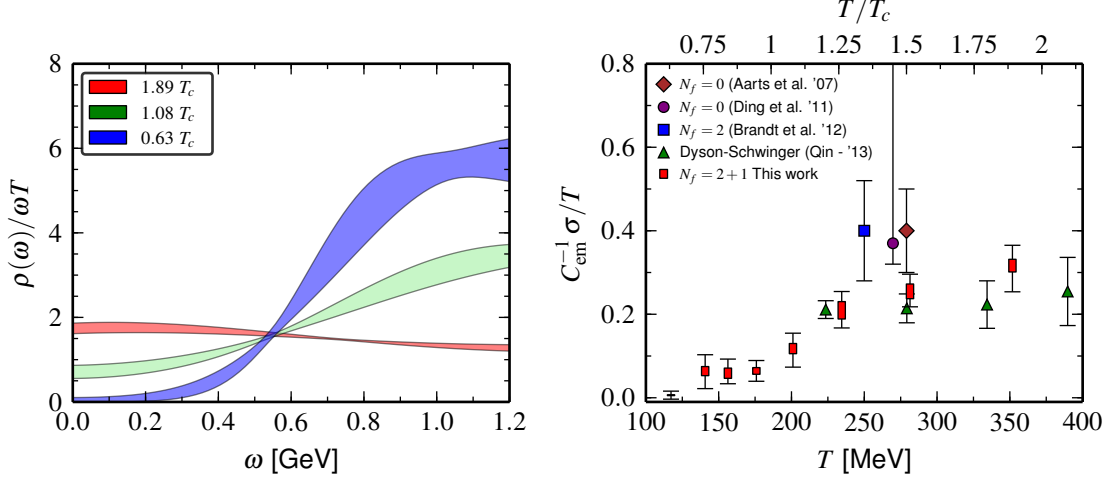 8
6
4
2
0
0.0 0.2 0.4 0.6 0.8 1.0 1.2
ρ(ω)/ωT
ω [GeV]
1.89 T_c
1.08 T_c
0.63 T_c
T/T_c
0.75 1 1.25 1.5 1.75 2
0.8
0.6
0.4
0.2
0.0
100 150 200 250 300 350 400
C_em^{-1} σ/T
T [MeV]
N_f = 0 (Aarts et al. '07)
N_f = 0 (Ding et al. '11)
N_f = 2 (Brandt et al. '12)
Dyson-Schwinger (Qin - '13)
N_f = 2+1 This work